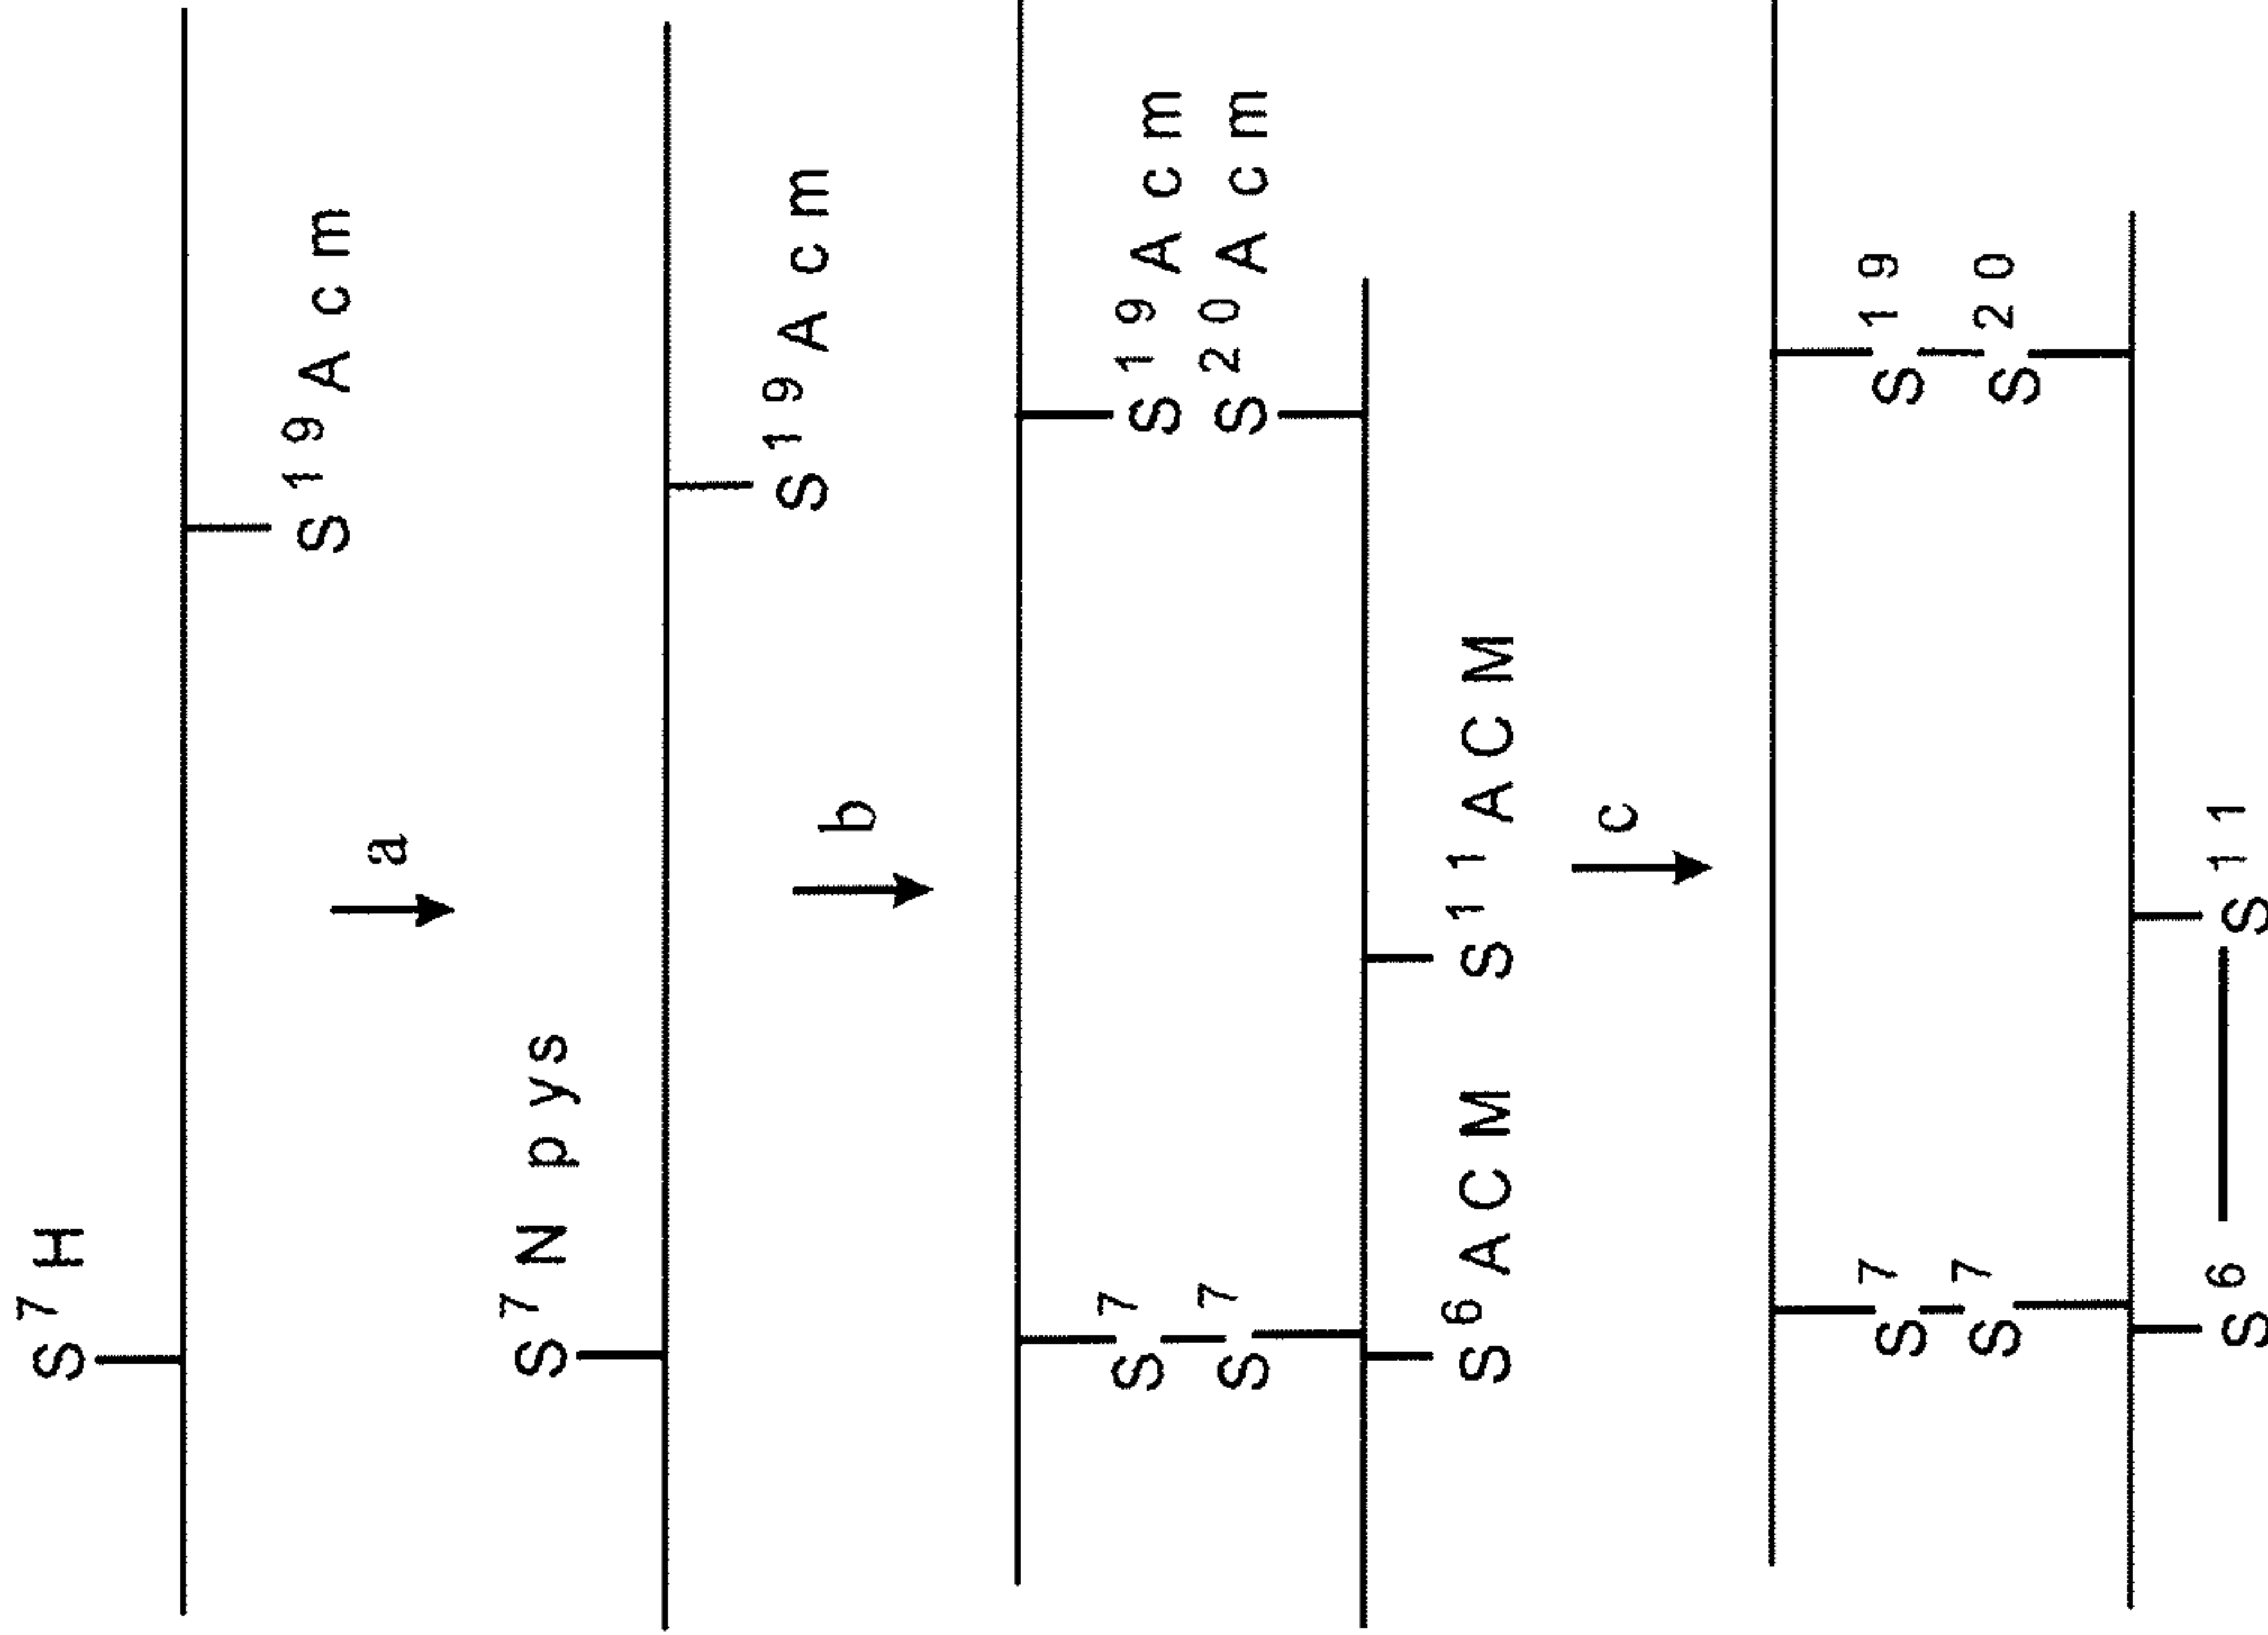 S⁷H
S¹⁹Acm
a
S⁷Npys
S¹⁹Acm
b
S⁷ S¹⁹Acm
S⁷ S²⁰Acm
S⁶ACM S¹¹ACM
c
S⁷ S¹⁹
S⁷ S²⁰
S⁶ S¹¹